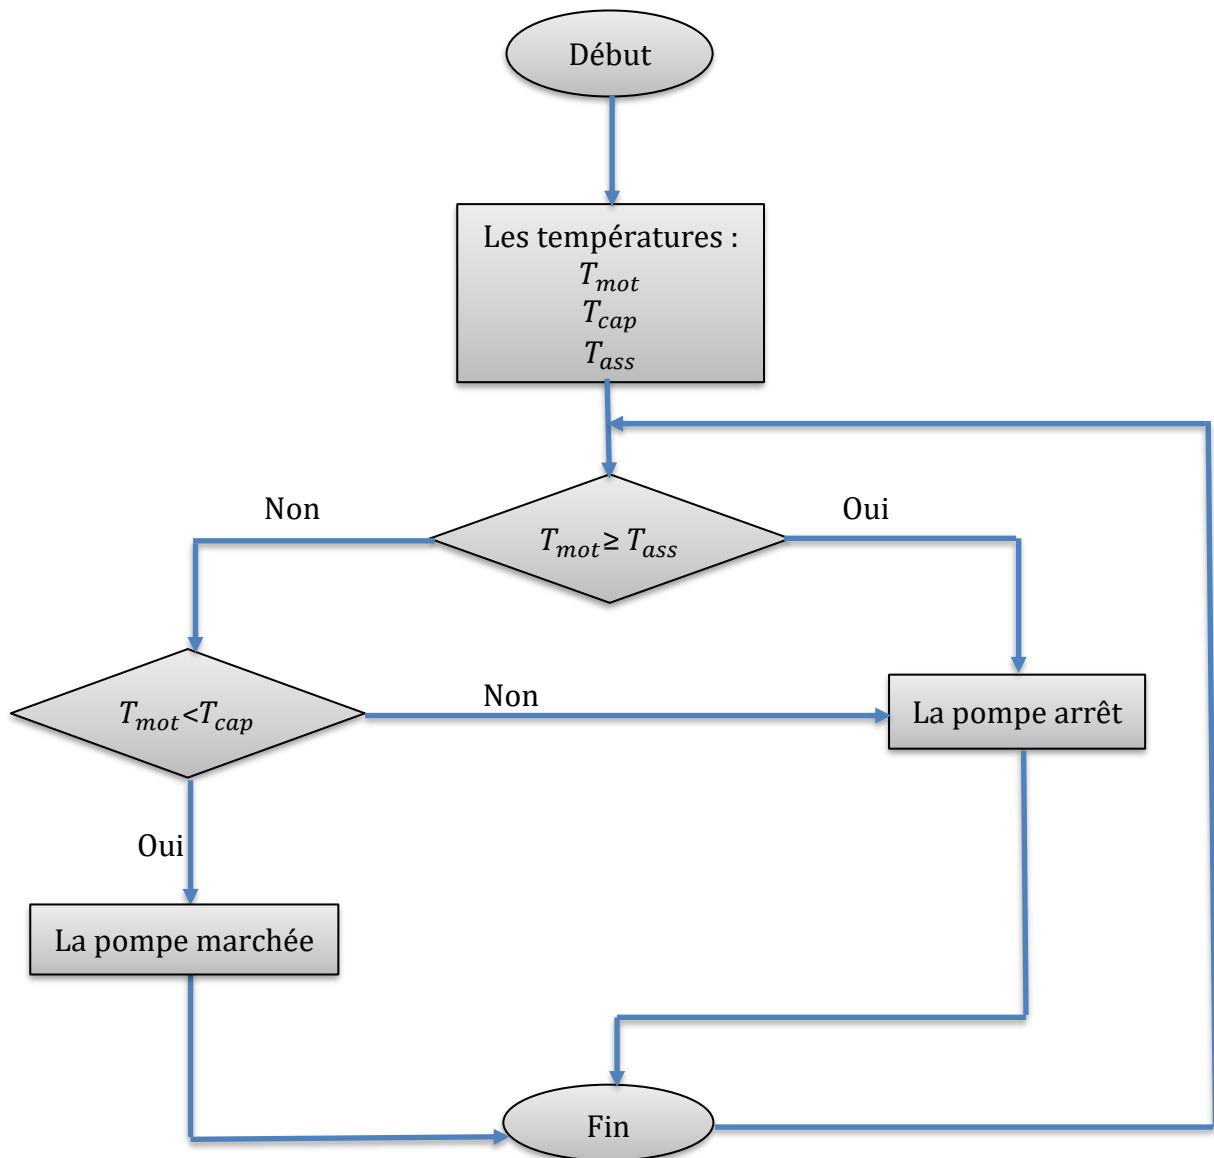 Début
Les températures :
T_mot
T_cap
T_ass
Non
Oui
T_mot ≥ T_ass
T_mot<T_cap
Non
La pompe arrêt
Oui
La pompe marchée
Fin